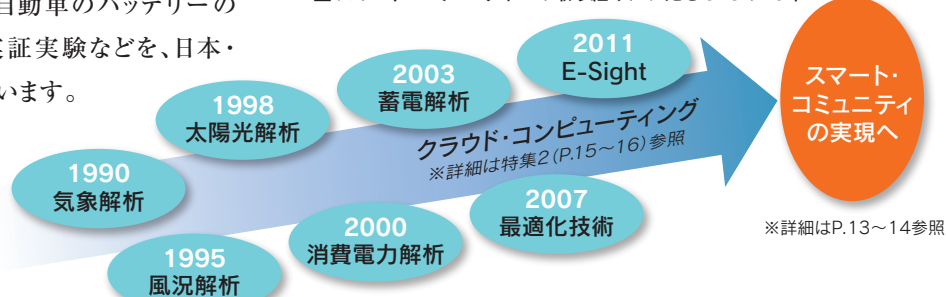 自動車のバッテリーの
証実験などを、日本・
います。
1990
気象解析
1995
風況解析
1998
太陽光解析
2000
消費電力解析
2003
蓄電解析
2007
最適化技術
2011
E-Sight
クラウド・コンピューティング
※詳細は特集2（P.15～16）参照
スマート・
コミュニティ
の実現へ
※詳細はP.13～14参照